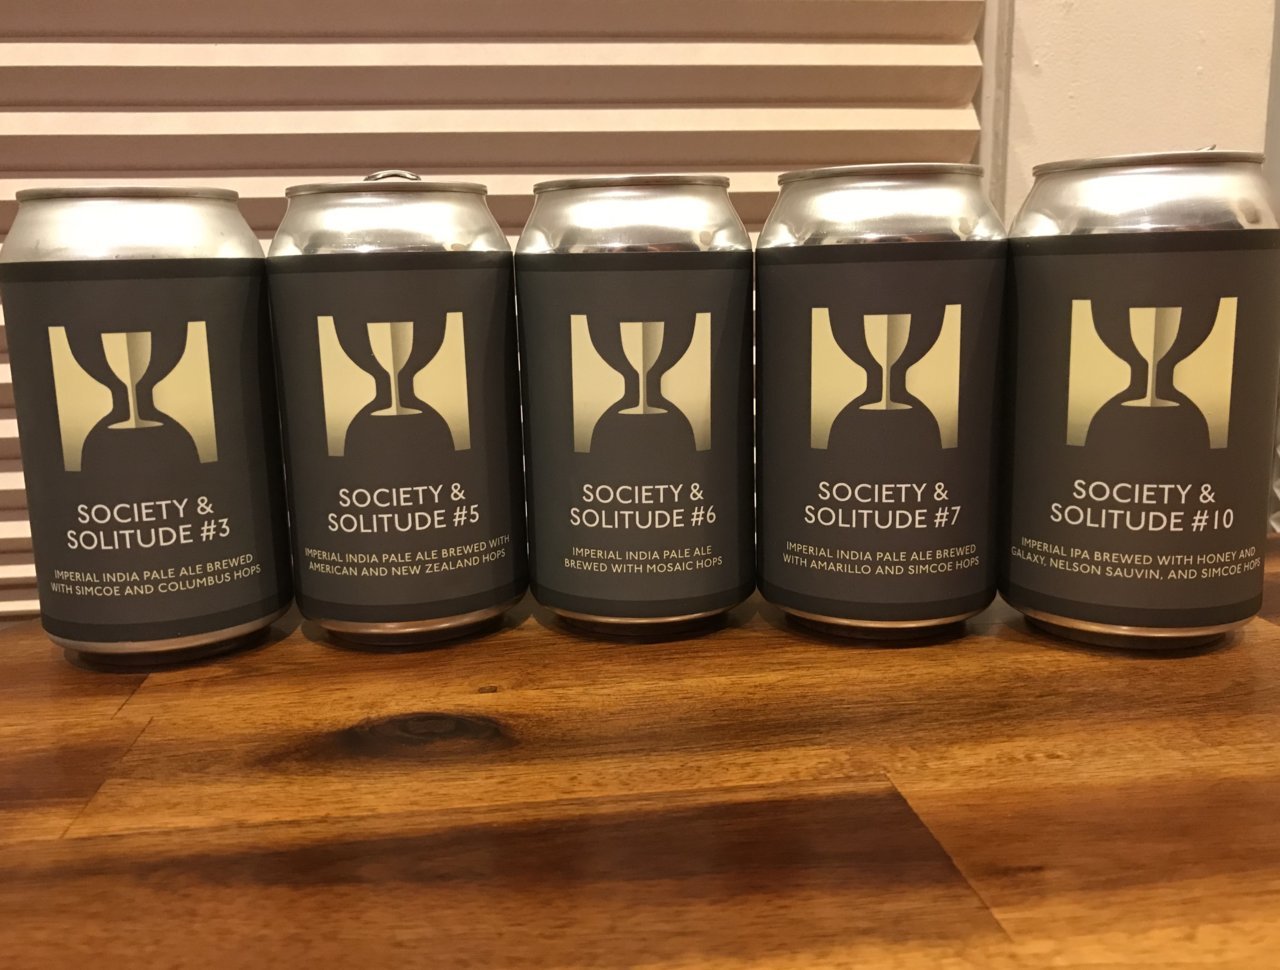 SOCIETY &
SOLITUDE #3
IMPERIAL INDIA PALE ALE BREWED
WITH SIMCOE AND COLUMBUS HOPS
SOCIETY &
SOLITUDE #5
IMPERIAL INDIA PALE ALE BREWED WITH
AMERICAN AND NEW ZEALAND HOPS
SOCIETY &
SOLITUDE #6
IMPERIAL INDIA PALE ALE
BREWED WITH MOSAIC HOPS
SOCIETY &
SOLITUDE #7
IMPERIAL INDIA PALE ALE BREWED
WITH AMARILLO AND SIMCOE HOPS
SOCIETY &
SOLITUDE #10
IMPERIAL IPA BREWED WITH HONEY AND
GALAXY, NELSON SAUVIN, AND SIMCOE HOPS